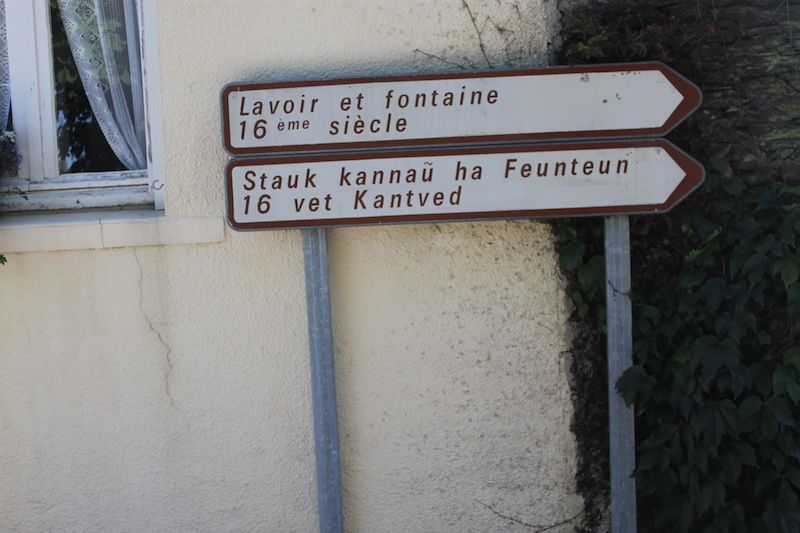 Lavoir et fontaine
16 ème siècle
Stauk kannaũ ha Feunteun
16 vet Kantved